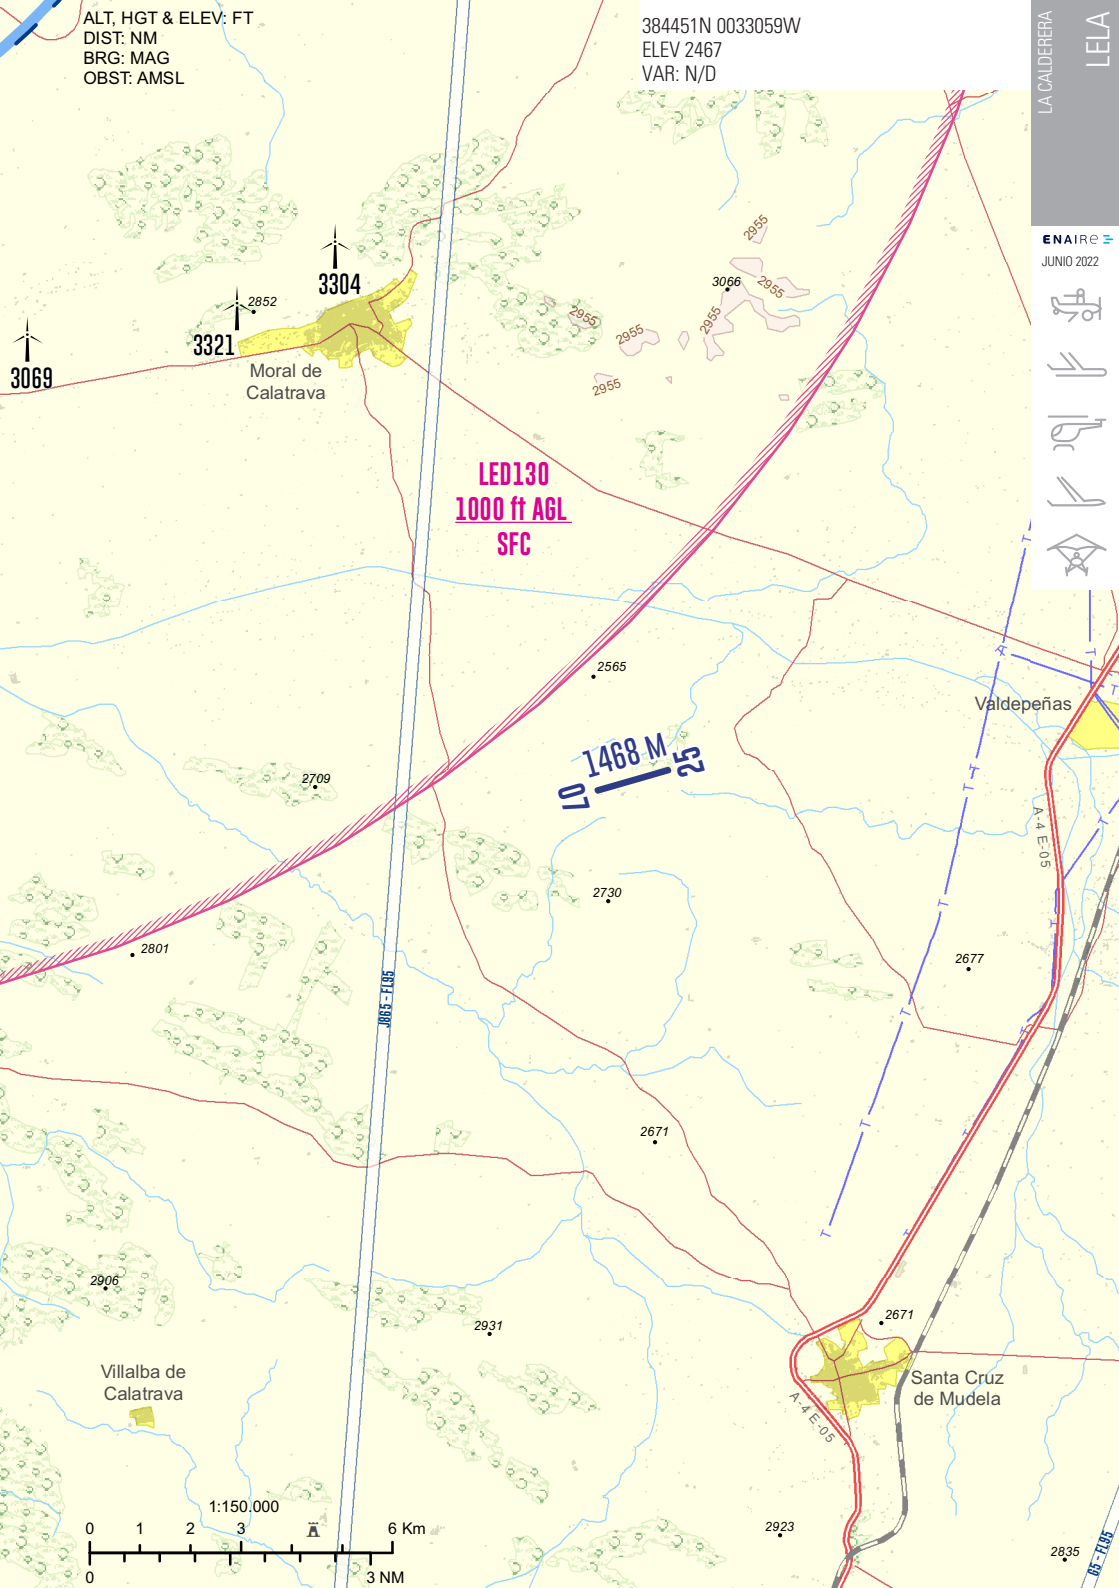 ALT, HGT & ELEV: FT
DIST: NM
BRG: MAG
OBST: AMSL
384451N 0033059W
ELEV 2467
VAR: N/D
LA CALDERERA
LELA
ENAIRe
JUNIO 2022
2955
3066
2955
3304
2852
2955
2955
2955
3321
3069
Moral de
Calatrava
2955
LED130
1000 ft AGL
SFC
T
T
A
T
T
2565
Valdepeñas
1468 M
25
07
T T
2709
T
A-4 E-05
2730
T
T
2801
2677
J865 - FL95
T
T
T
T
2671
T
T
2906
2671
2931
Villalba de
Calatrava
Santa Cruz
de Mudela
A-4 E-05
1:150.000
0 1 2 3 6 Km
0 3 NM
2923
2835
G5 - FL95